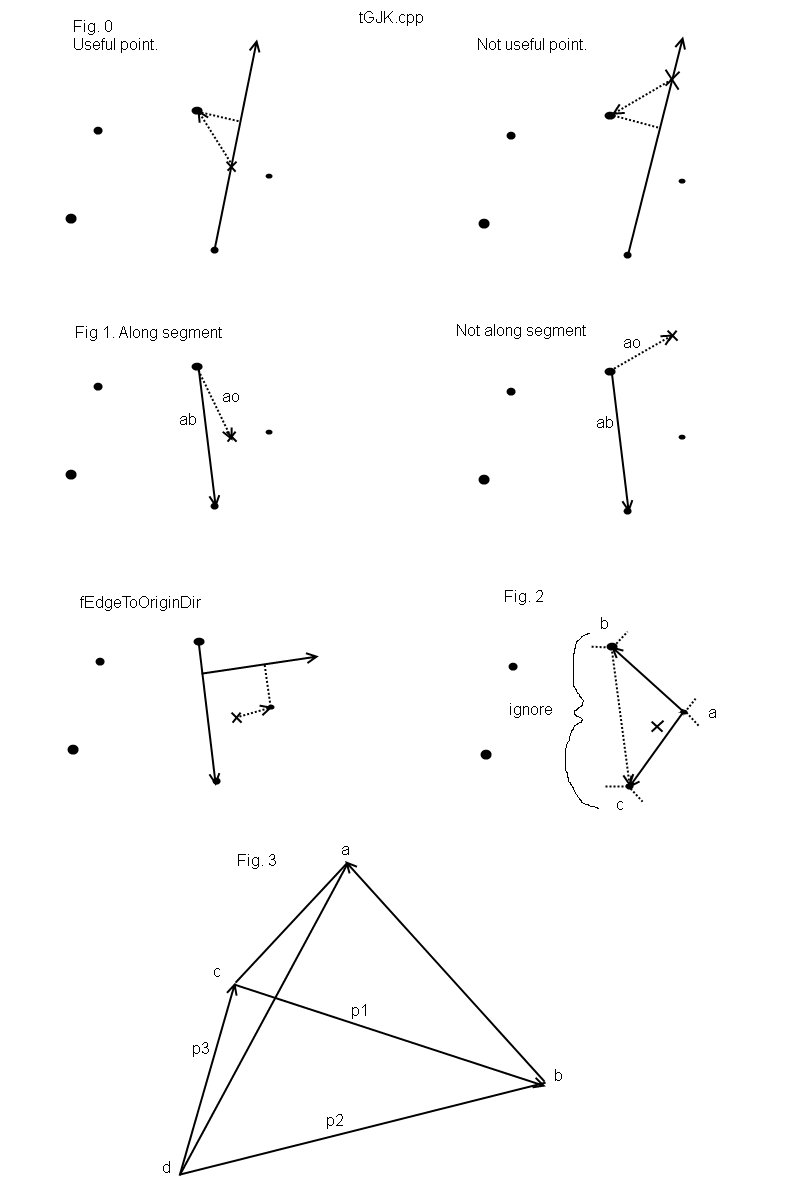 tGJK.cpp
Fig. 0
Useful point.
Not useful point.
Fig 1. Along segment
Not along segment
ao
ab
ao
ab
fEdgeToOriginDir
Fig. 2
b
ignore
a
c
Fig. 3
a
c
p1
p3
b
p2
d